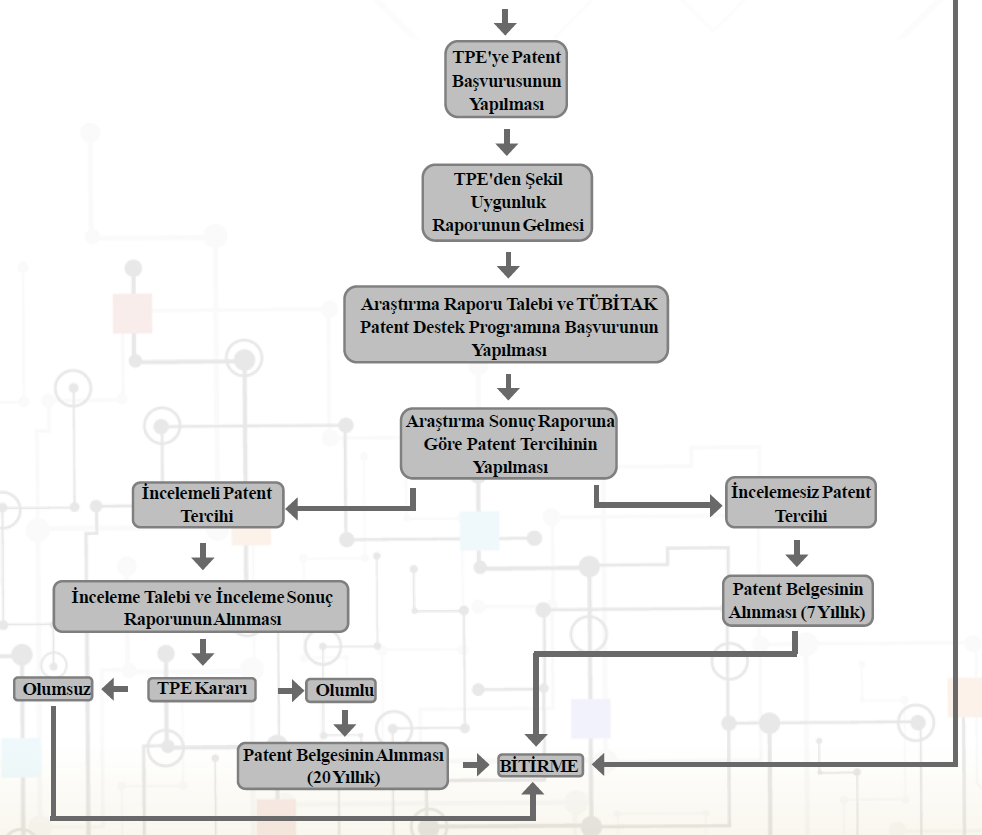 TPE'ye Patent
Başvurusunun
Yapılması
TPE'den Şekil
Uygunluk
Raporunun Gelmesi
Araştırma Raporu Talebi ve TÜBİTAK
Patent Destek Programına Başvurunun
Yapılması
Araştırma Sonuç Raporuna
Göre Patent Tercihinin
Yapılması
İncelemeli Patent
Tercihi
İncelemesiz Patent
Tercihi
İnceleme Talebi ve İnceleme Sonuç
Raporunun Alınması
Patent Belgesinin
Alınması (7 Yıllık)
Olumsuz
TPE Kararı
Olumlu
Patent Belgesinin Alınması
(20 Yıllık)
BİTİRME